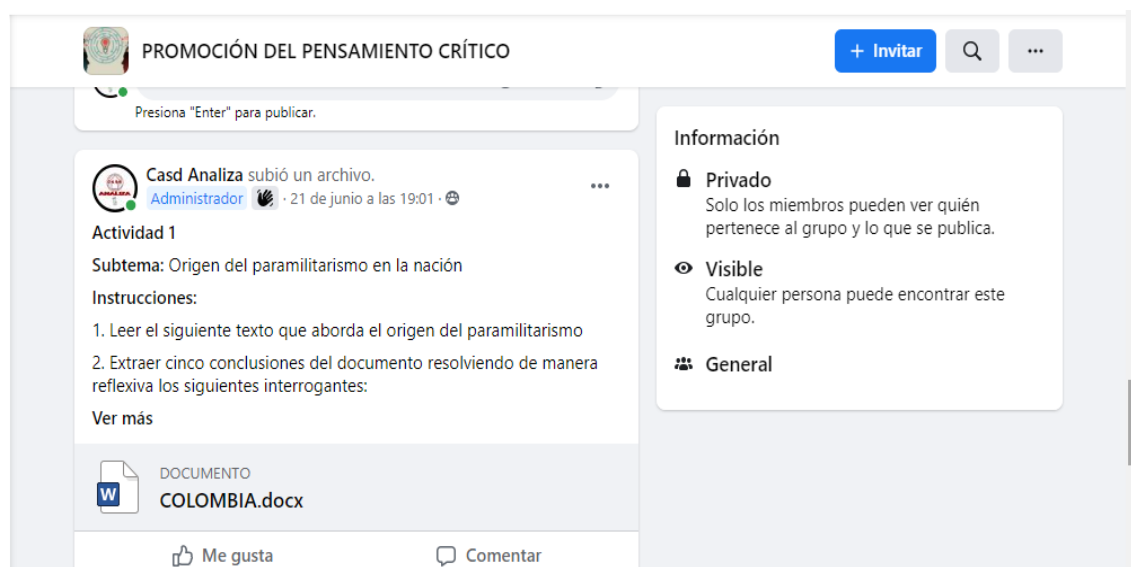 PROMOCIÓN DEL PENSAMIENTO CRÍTICO
+ Invitar
Presiona "Enter" para publicar.
Casd Analiza subió un archivo.
Administrador · 21 de junio a las 19:01 ·
Actividad 1
Subtema: Origen del paramilitarismo en la nación
Instrucciones:
1. Leer el siguiente texto que aborda el origen del paramilitarismo
2. Extraer cinco conclusiones del documento resolviendo de manera
reflexiva los siguientes interrogantes:
Ver más
W
DOCUMENTO
COLOMBIA.docx
Me gusta
Comentar
Información
Privado
Solo los miembros pueden ver quién
pertenece al grupo y lo que se publica.
Visible
Cualquier persona puede encontrar este
grupo.
General